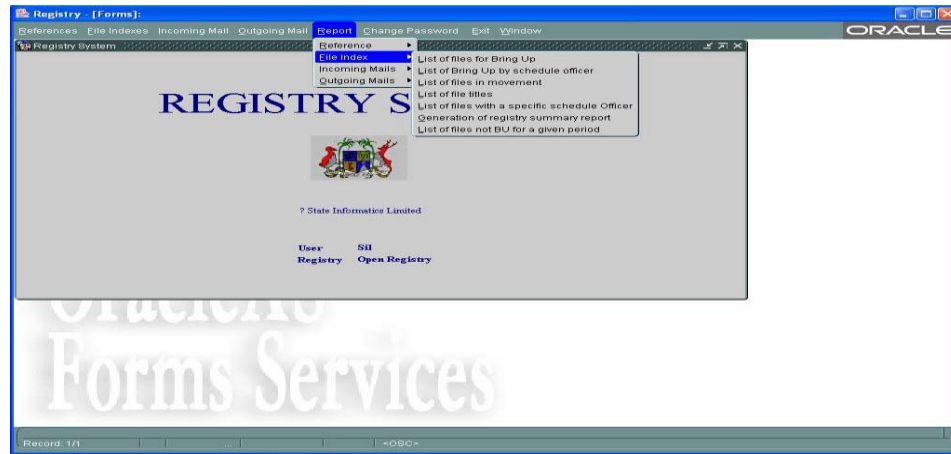 Registry - [Forms]:
References File Indexes Incoming Mail Outgoing Mail Report Change Password Exit Window
ORACLE
Registry System
Reference
File Index
Incoming Mails
Outgoing Mails
List of files for Bring Up
List of Bring Up by schedule officer
List of files in movement
List of file titles
List of files with a specific schedule Officer
Generation of registry summary report
List of files not BU for a given period
REGISTRY S
? State Informatics Limited
User Sil
Registry Open Registry
OracleAS
Forms Services
Record: 1/1 ... <OSC>